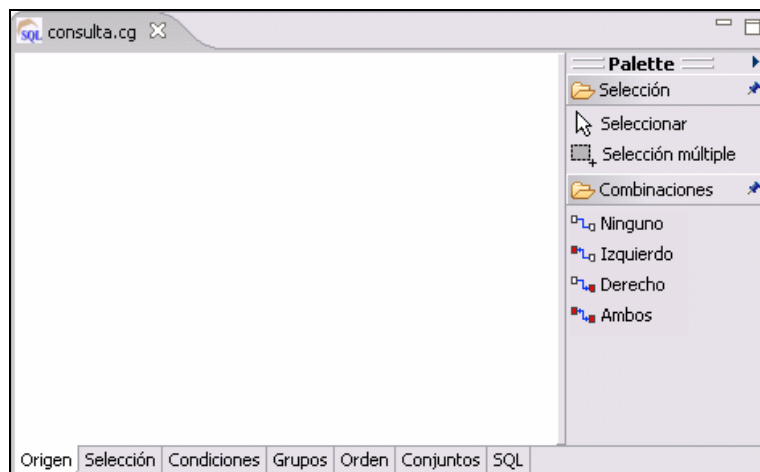 SQL consulta.cg
Palette
Selección
Seleccionar
Selección múltiple
Combinaciones
Ninguno
Izquierdo
Derecho
Ambos
Origen Selección Condiciones Grupos Orden Conjuntos SQL